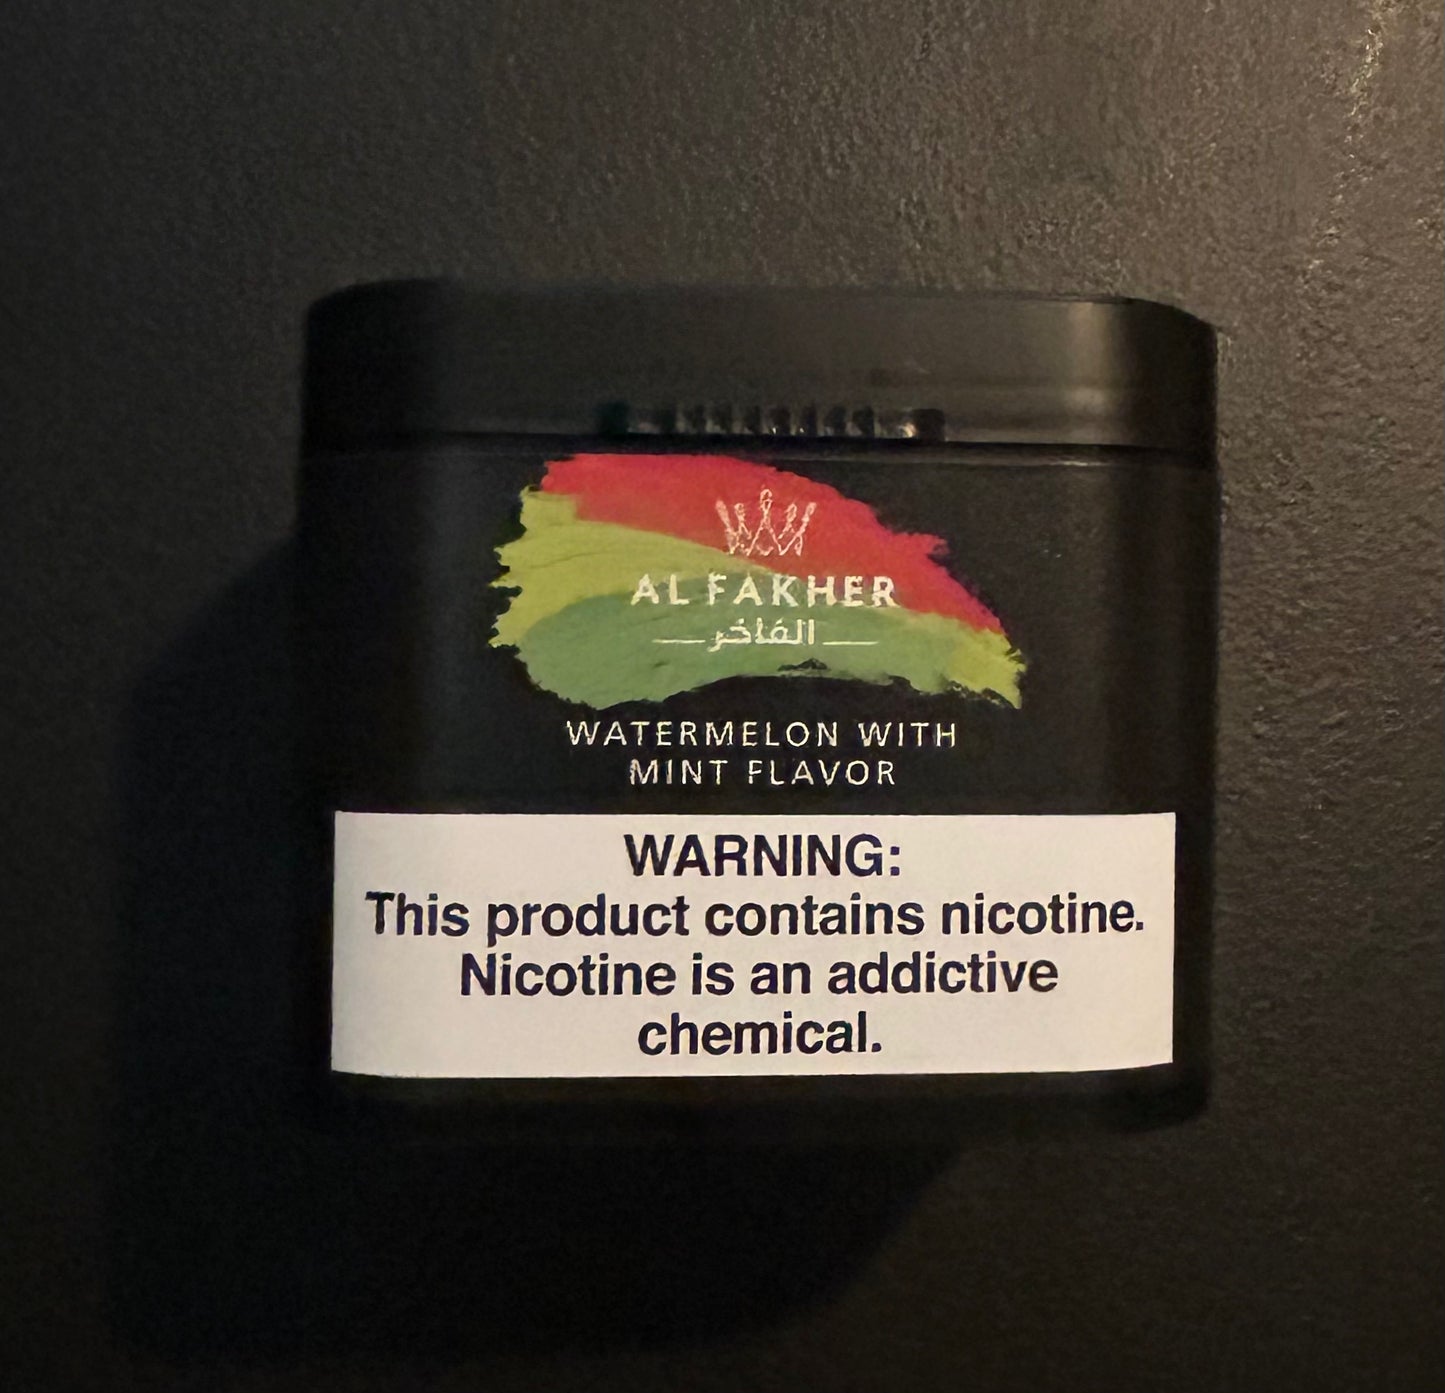 AL FAKHER
الفاخر
WATERMELON WITH
MINT FLAVOR
WARNING:
This product contains nicotine.
Nicotine is an addictive
chemical.